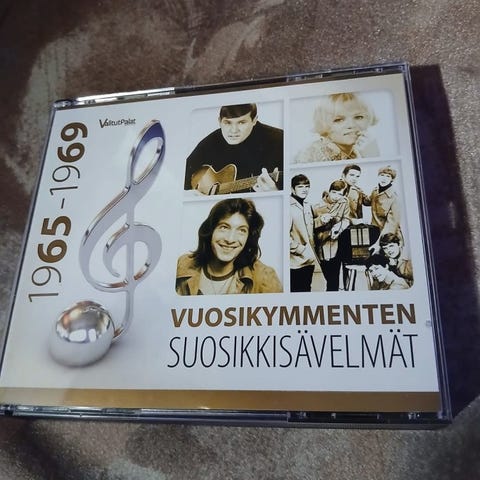 ValitutPalat
1965-1969
VUOSIKYMMENTEN
SUOSIKKISÄVELMÄT